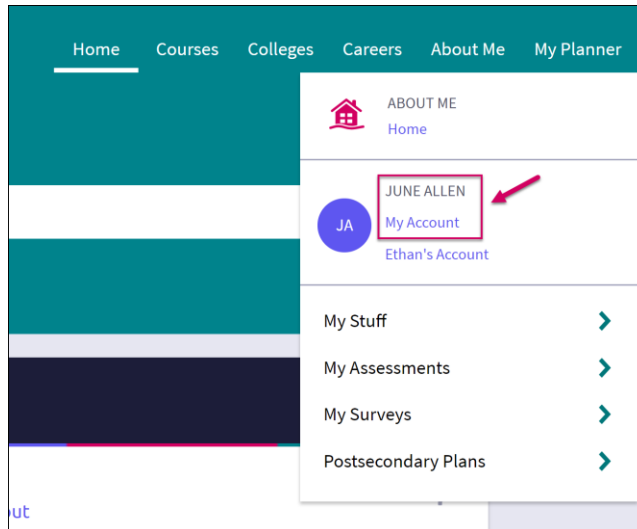 Home Courses Colleges Careers About Me My Planner
ABOUT ME
Home
JUNE ALLEN
JA
My Account
Ethan's Account
My Stuff
My Assessments
My Surveys
Postsecondary Plans
out